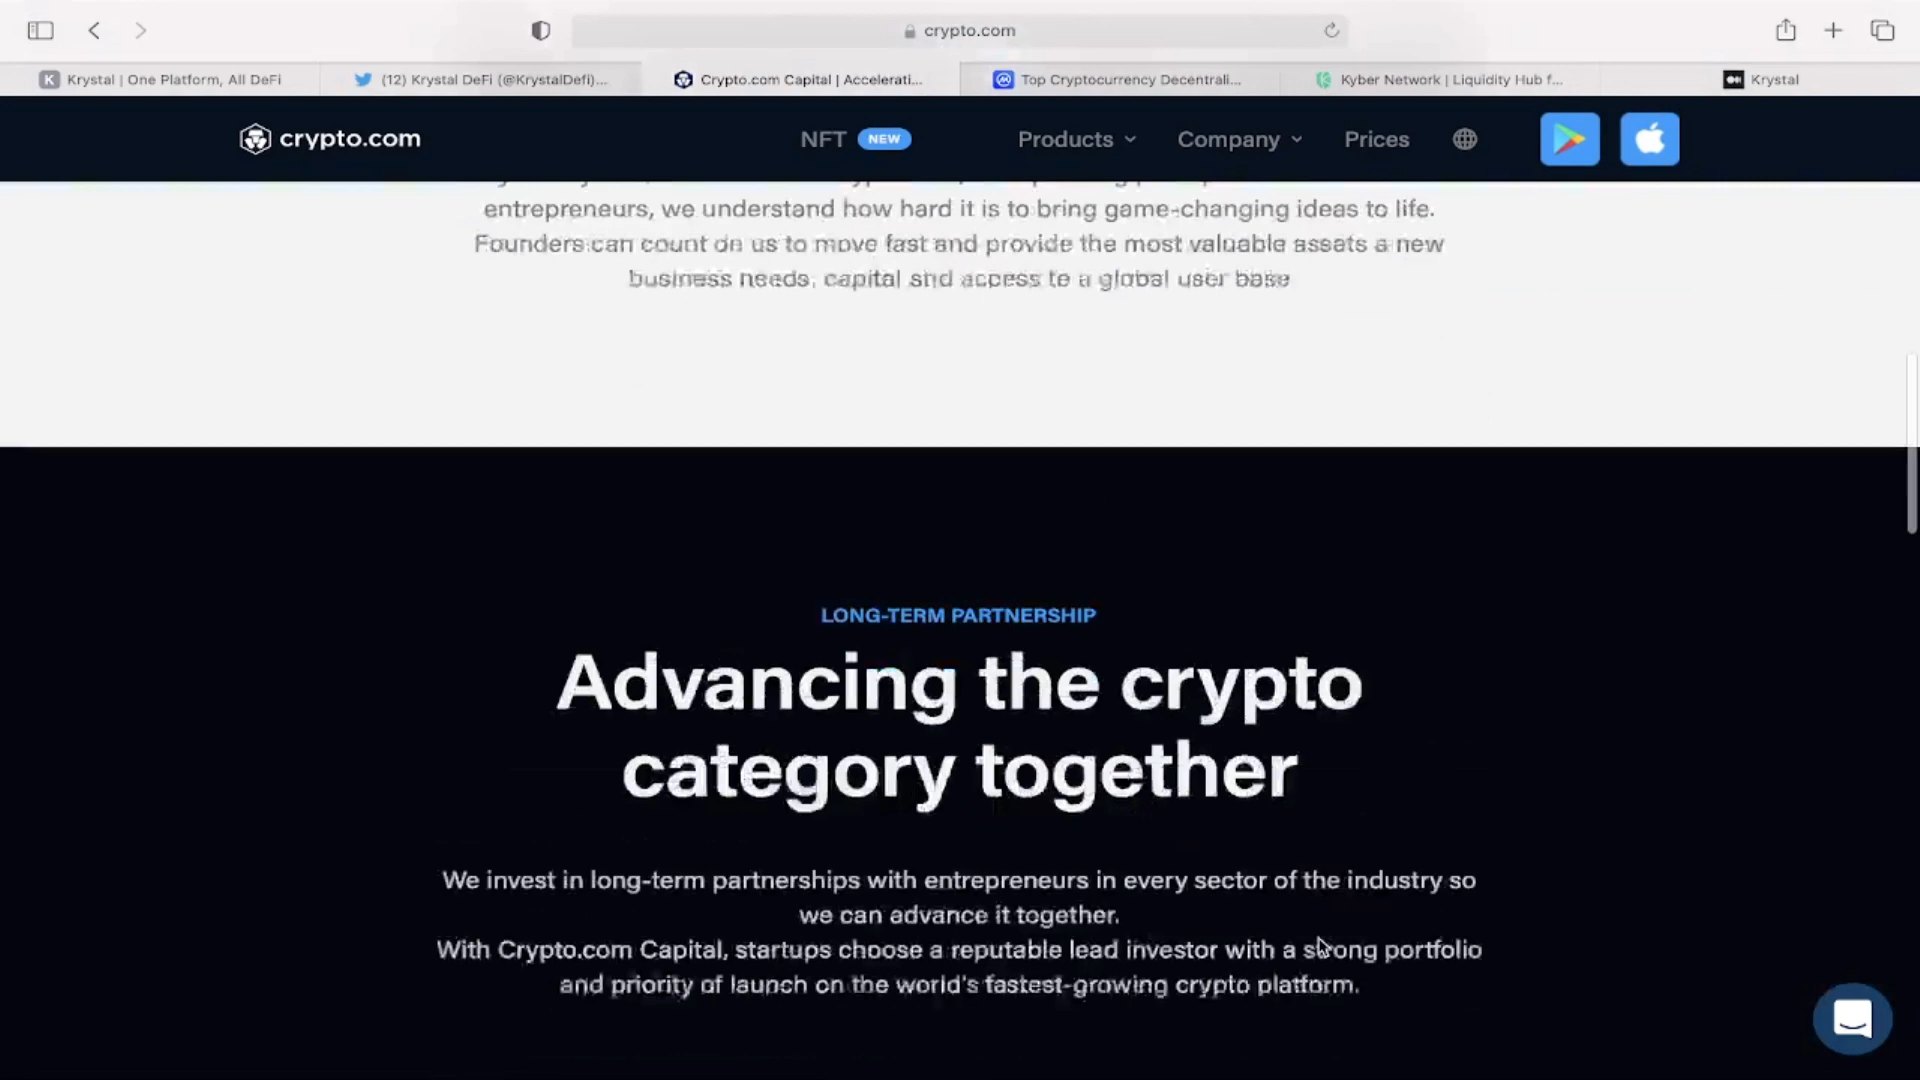 crypto.com
Krystal | One Platform, All DeFi
(12) Krystal DeFi (@KrystalDefi)...
Crypto.com Capital | Accelerati...
Top Cryptocurrency Decentrali...
Kyber Network | Liquidity Hub f...
Krystal
crypto.com
NFT NEW
Products
Company
Prices
entrepreneurs, we understand how hard it is to bring game-changing ideas to life.
Founders can count on us to move fast and provide the most valuable assets a new
business needs, capital and access to a global user base
LONG-TERM PARTNERSHIP
Advancing the crypto
category together
We invest in long-term partnerships with entrepreneurs in every sector of the industry so
we can advance it together.
With Crypto.com Capital, startups choose a reputable lead investor with a strong portfolio
and priority of launch on the world's fastest-growing crypto platform.